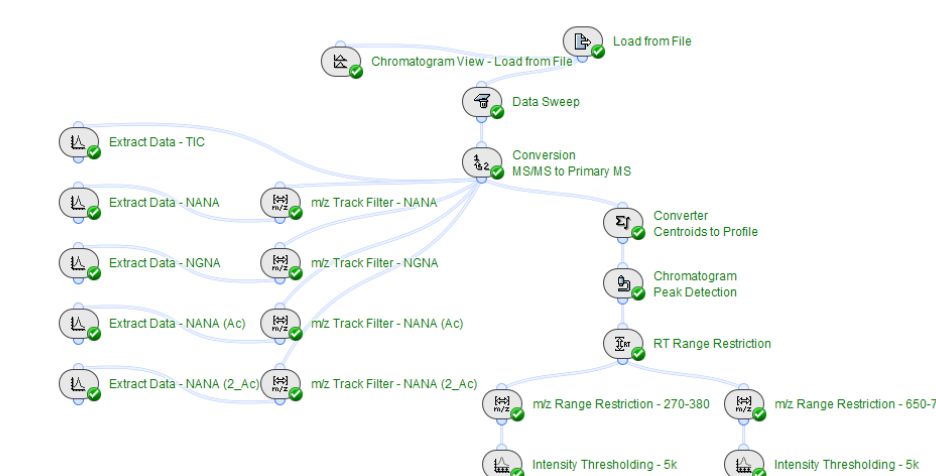 Load from File
Chromatogram View - Load from File
Data Sweep
Extract Data - TIC
Conversion
MS/MS to Primary MS
Extract Data - NANA
m/z Track Filter - NANA
Converter
Centroids to Profile
Extract Data - NGNA
m/z Track Filter - NGNA
Chromatogram
Peak Detection
Extract Data - NANA (Ac)
m/z Track Filter - NANA (Ac)
RT Range Restriction
Extract Data - NANA (2_Ac)
m/z Track Filter - NANA (2_Ac)
m/z Range Restriction - 270-380
m/z Range Restriction - 650-7
Intensity Thresholding - 5k
Intensity Thresholding - 5k